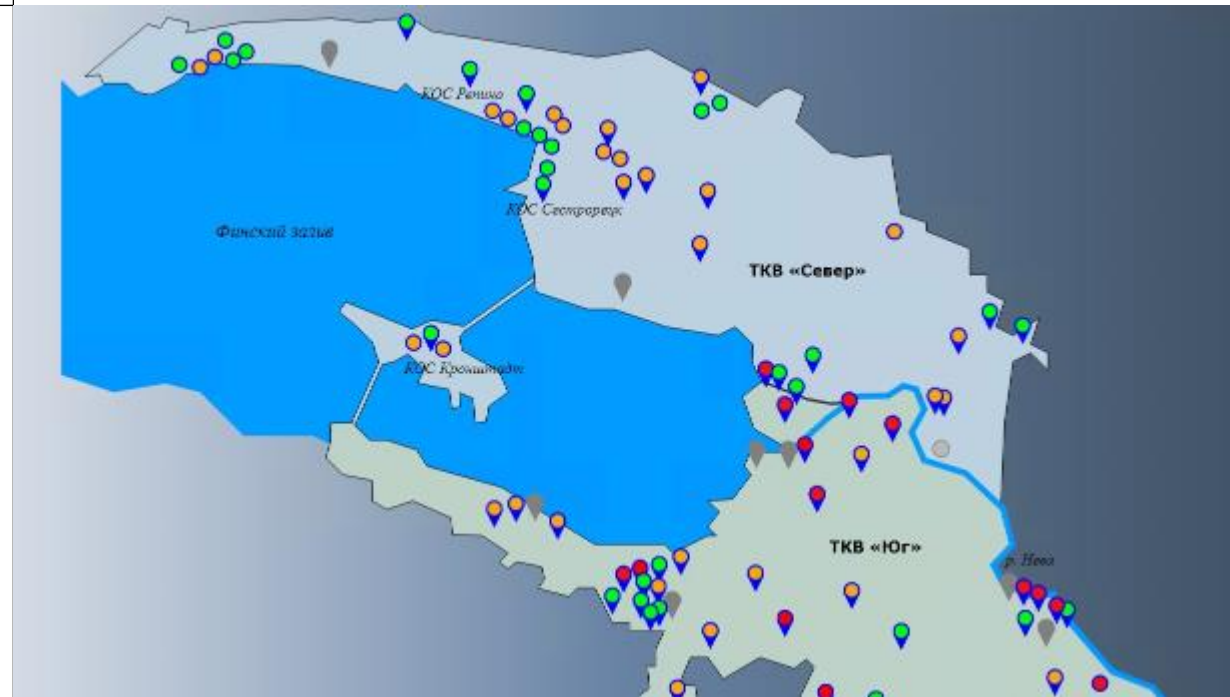 КОС Репино
КОС Сестрорецк
Финский залив
ТКВ «Север»
КОС Кронштадт
ТКВ «Юг»
р. Нева